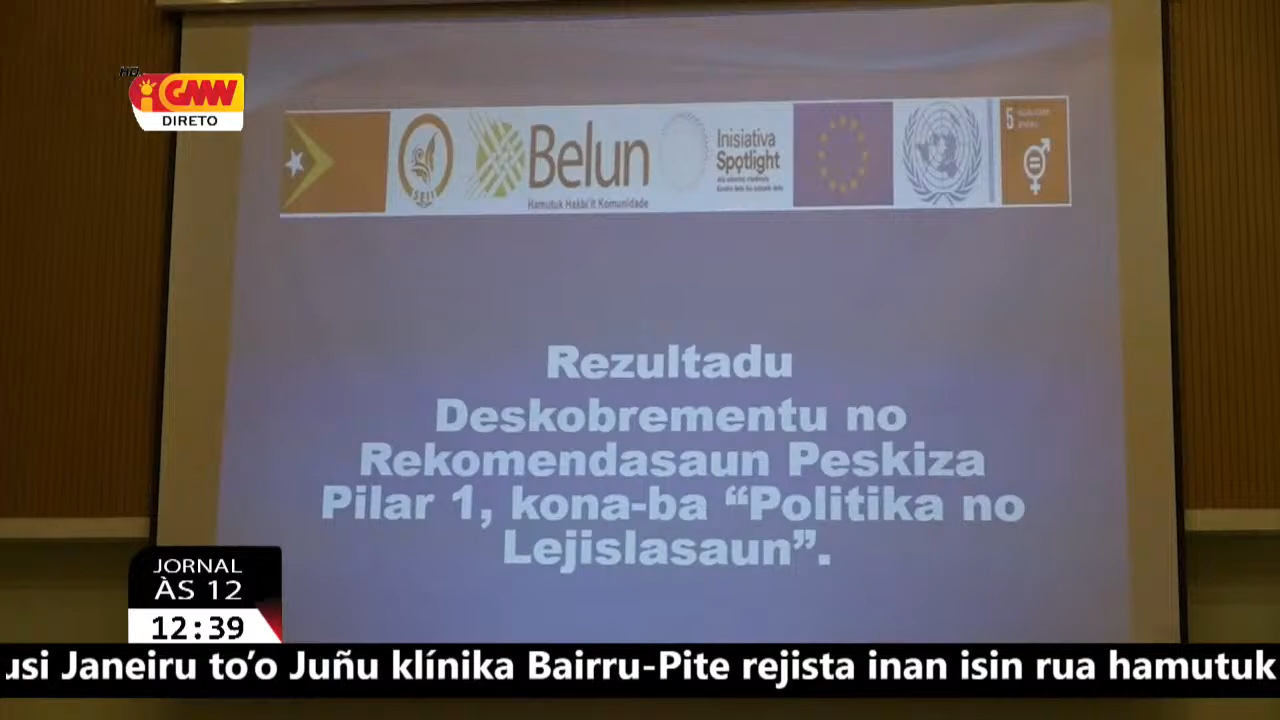 HD
GMN
DIRETO
Belun
Hamutuk Hakbi'it Komunidade
Inisiativa
Spotlight
5
Rezultadu
Deskobrementu no
Rekomendasaun Peskiza
Pilar 1, kona-ba “Politika no
Lejislasaun”.
JORNAL
ÀS 12
12:39
usi Janeiru to’o Juñu klínika Bairru-Pite rejista inan isin rua hamutuk